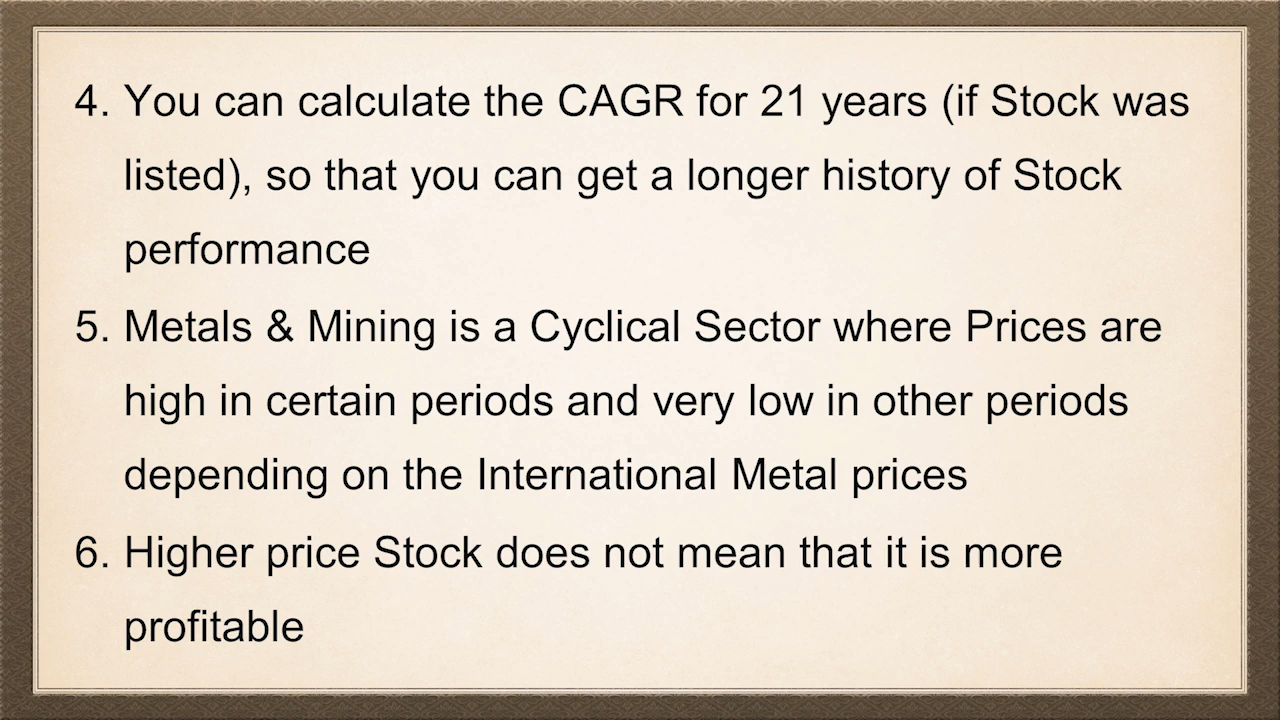 4. You can calculate the CAGR for 21 years (if Stock was
listed), so that you can get a longer history of Stock
performance
5. Metals & Mining is a Cyclical Sector where Prices are
high in certain periods and very low in other periods
depending on the International Metal prices
6. Higher price Stock does not mean that it is more
profitable